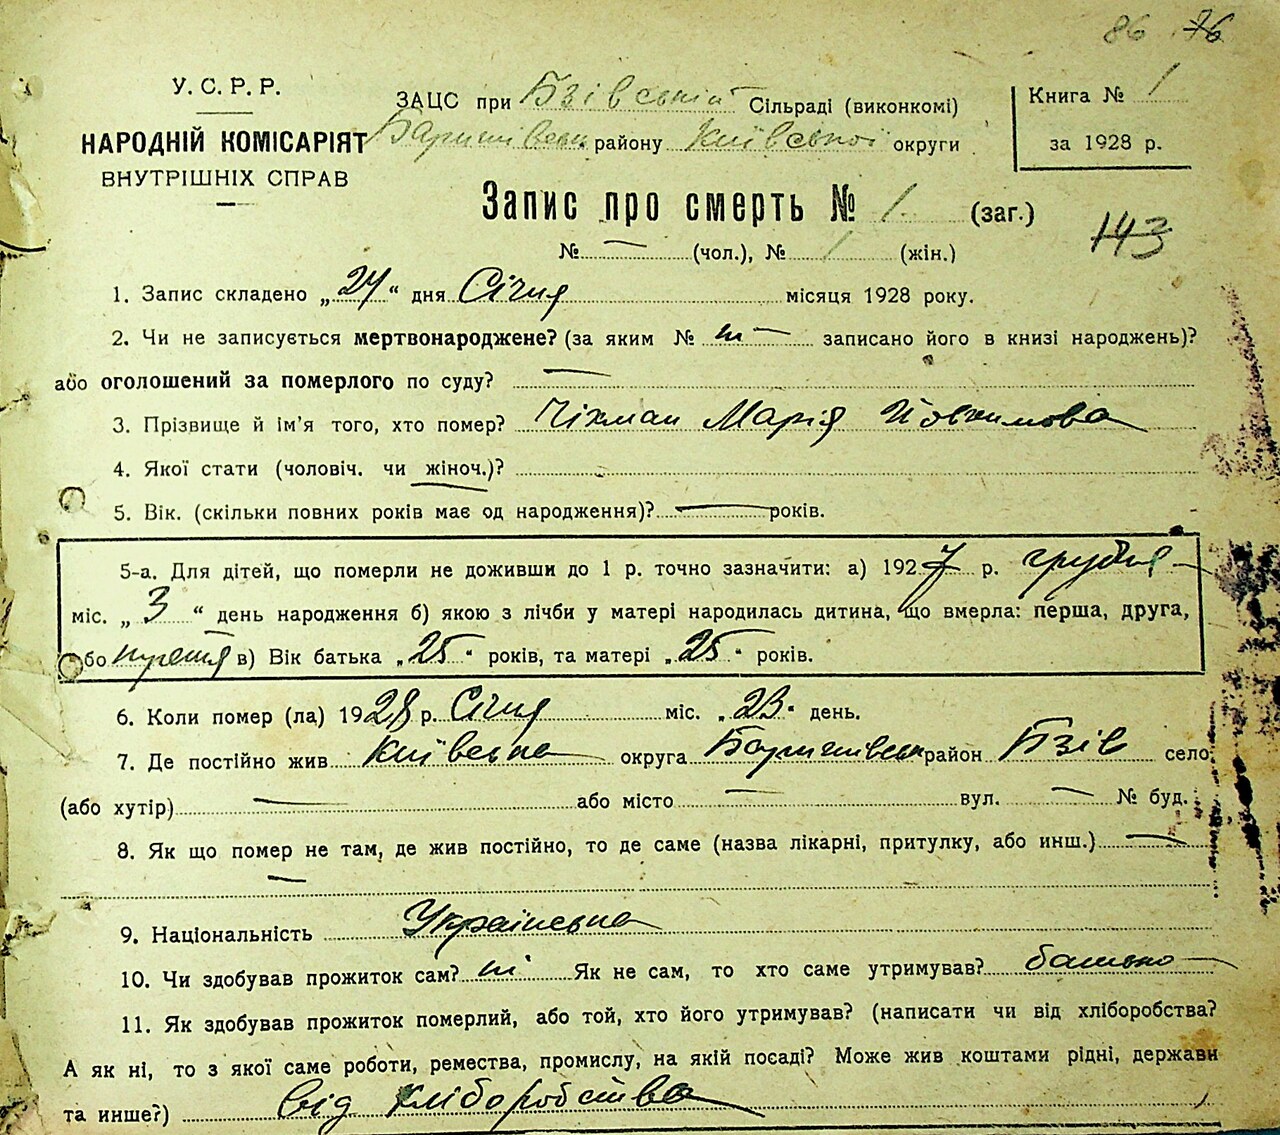 86 76
У. С. Р. Р.
НАРОДНІЙ КОМІСАРІЯТ
ВНУТРІШНІХ СПРАВ
ЗАЦС при Бзівській Сільраді (виконкомі)
Баришівськ району Київської округи
Книга № 1
за 1928 р.
Запис про смерть № 1 (заг.)
№ — (чол.), № 1 (жін.)
143
1. Запис складено „24“ дня Січня місяця 1928 року.
2. Чи не записується мертвонароджене? (за яким № ні — записано його в книзі народжень)?
або оголошений за померлого по суду? —
3. Прізвище й ім'я того, хто помер? Чіхман Марія Йовхимова
4. Якої стати (чоловіч. чи жіноч.)?
5. Вік. (скільки повних років має од народження)? — років.
5-а. Для дітей, що померли не доживши до 1 р. точно зазначити: а) 1927 р. грудня
міс. „3“ день народження б) якою з лічби у матері народилась дитина, що вмерла: перша, друга,
або третя в) Вік батька „25“ років, та матері „25“ років.
6. Коли помер (ла) 1928 р. Січня міс. „23“ день.
7. Де постійно жив Київська округа Баришівськ район Бзів село
(або хутір) — або місто — вул. — № буд.
8. Як що помер не там, де жив постійно, то де саме (назва лікарні, притулку, або инш.) —
—
9. Національність Українська
10. Чи здобував прожиток сам? ні Як не сам, то хто саме утримував? батько
11. Як здобував прожиток померлий, або той, хто його утримував? (написати чи від хліборобства?
А як ні, то з якої саме роботи, ремества, промислу, на якій посаді? Може жив коштами рідні, держави
та инше?) Від хліборобства